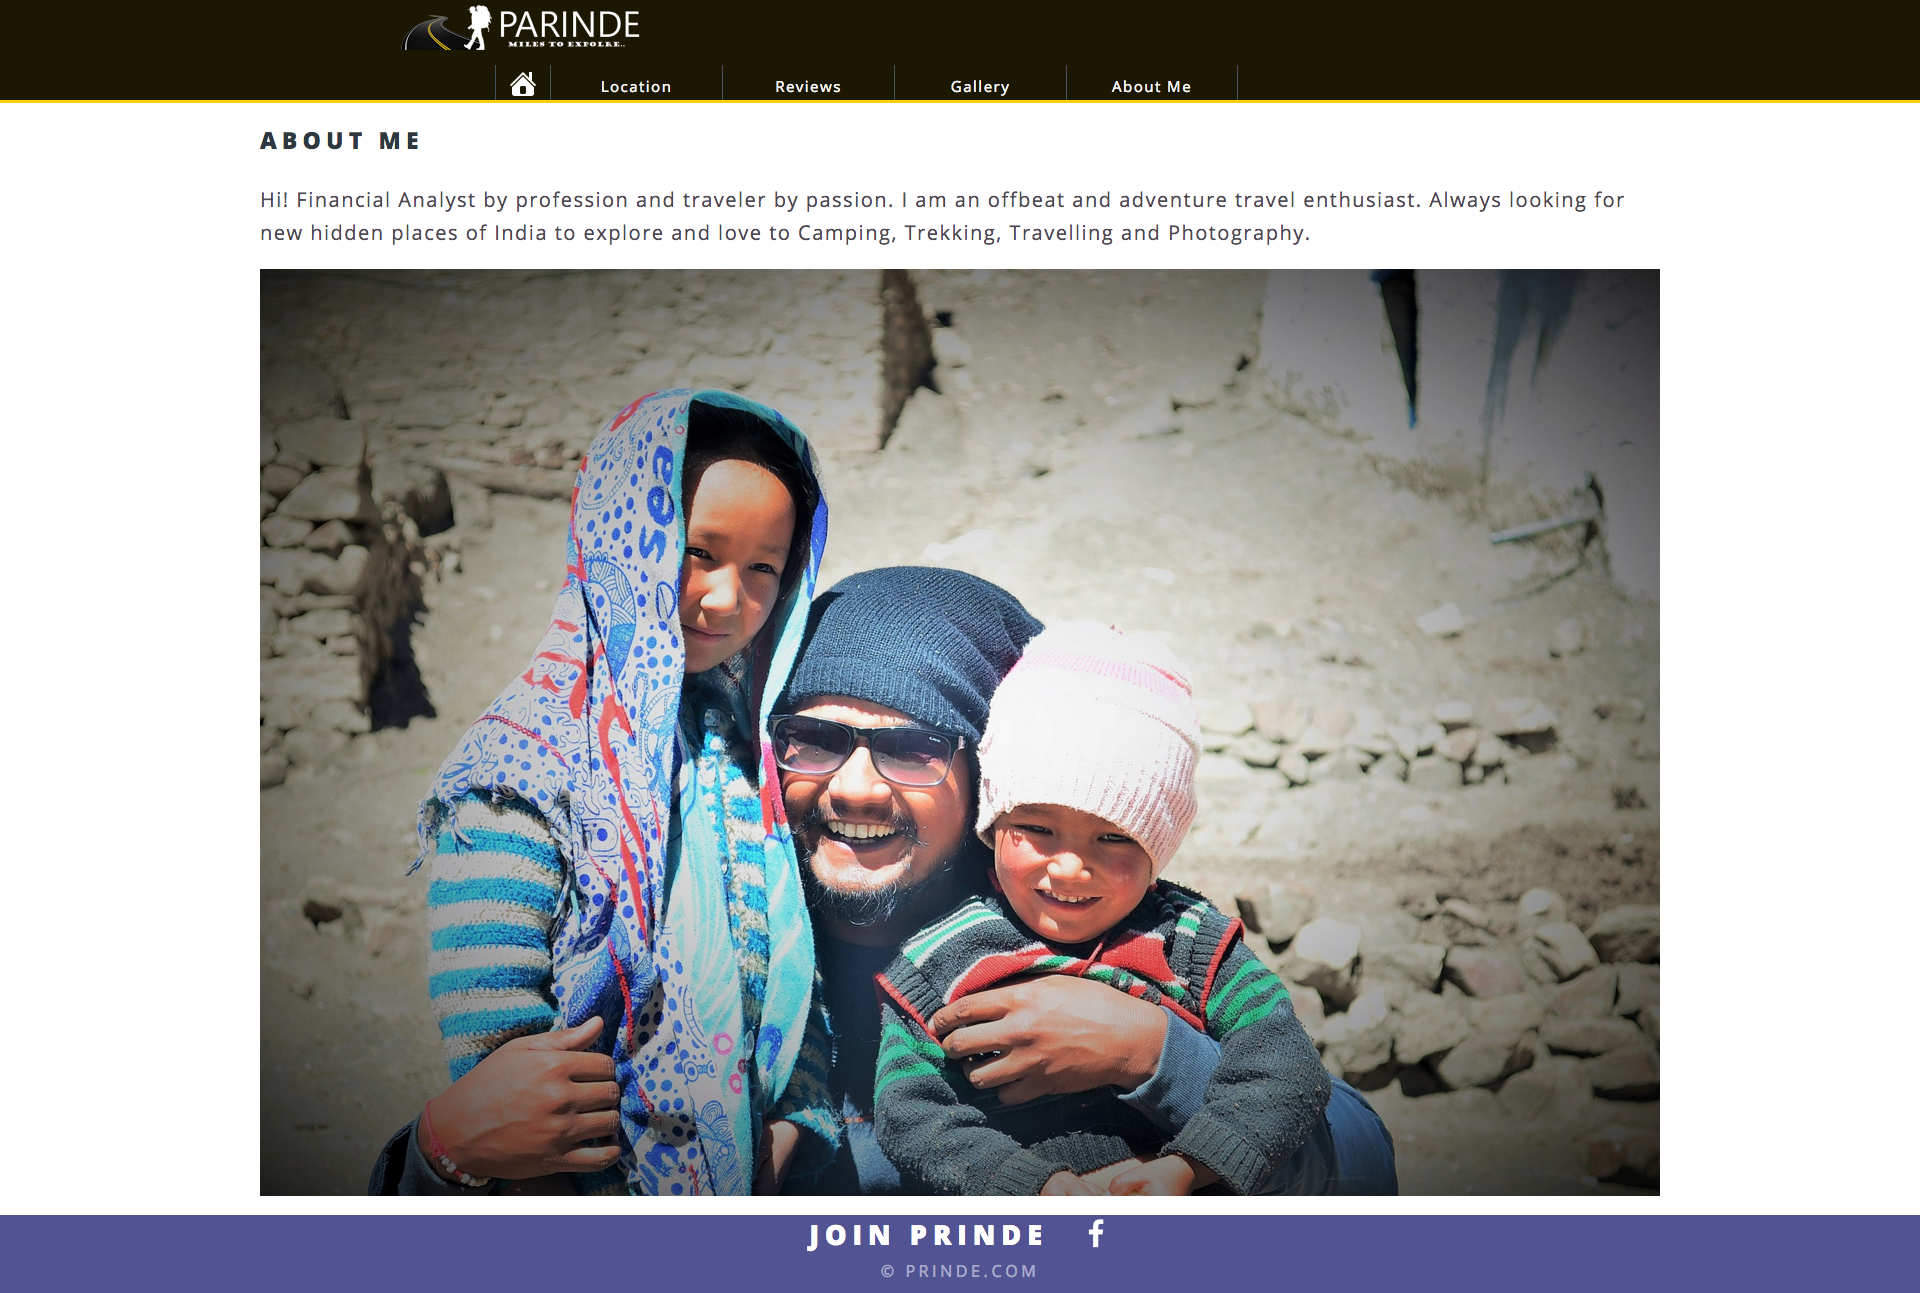 PARINDE
MILES TO EXPOLRE..
Location
Reviews
Gallery
About Me
ABOUT ME
Hi! Financial Analyst by profession and traveler by passion. I am an offbeat and adventure travel enthusiast. Always looking for
new hidden places of India to explore and love to Camping, Trekking, Travelling and Photography.
sea
JOIN PRINDE
© PRINDE.COM